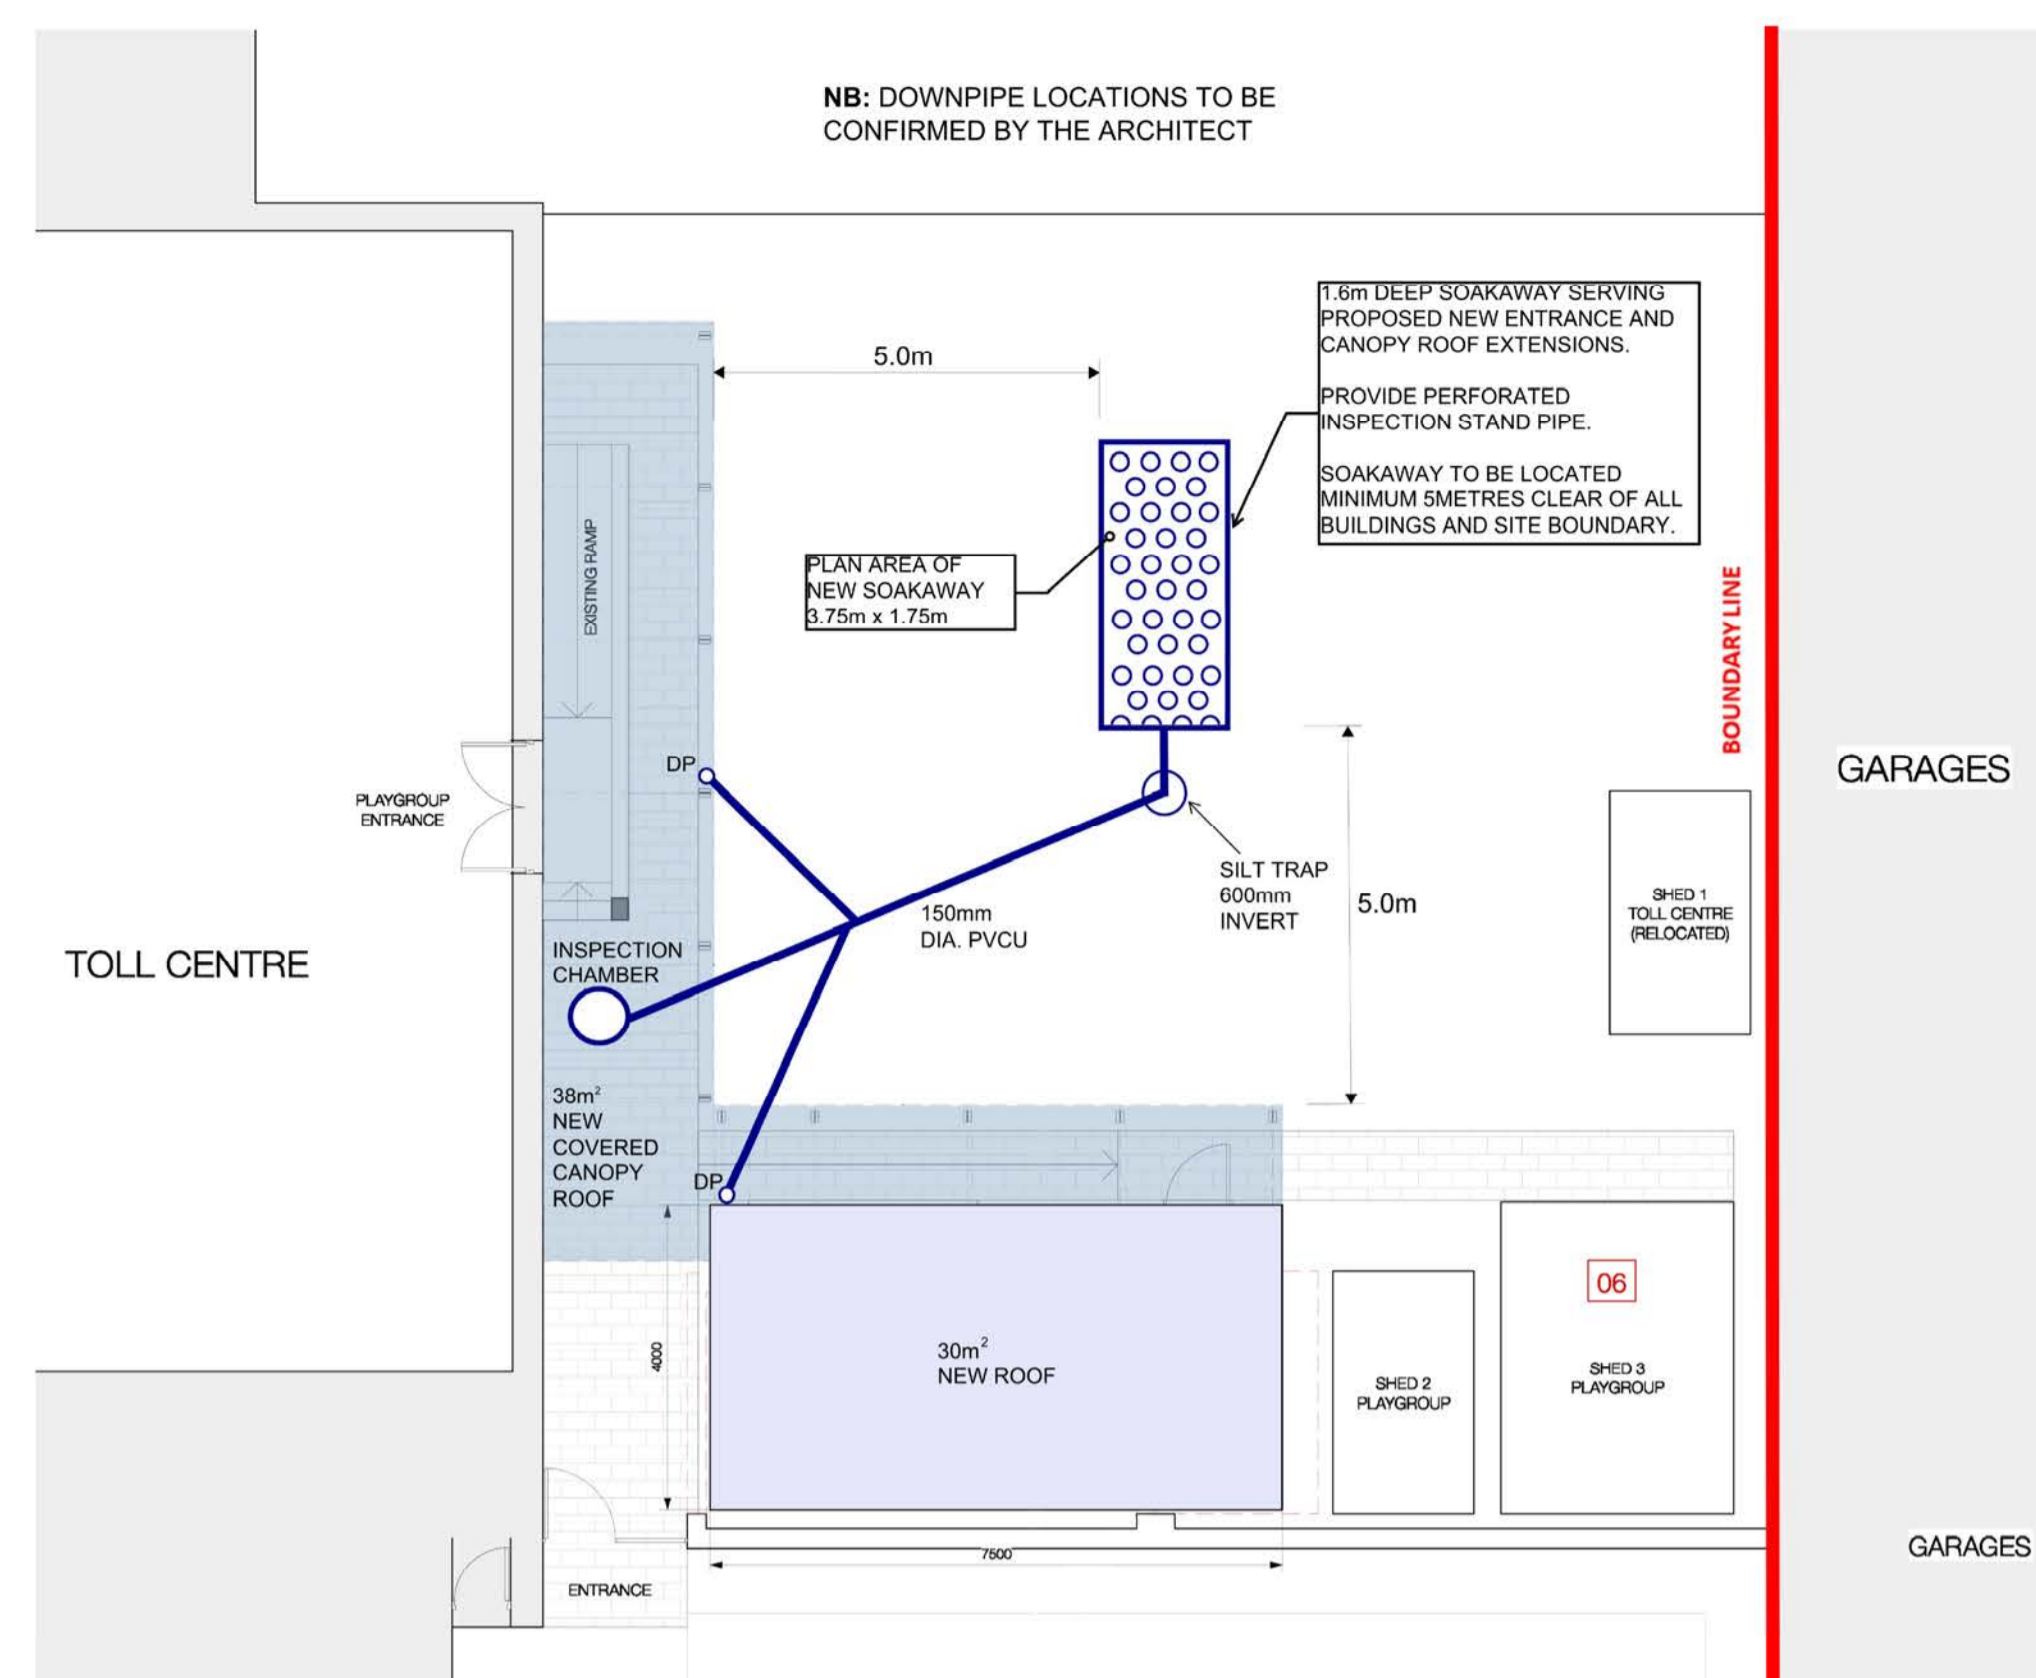 NB: DOWNPIPE LOCATIONS TO BE
CONFIRMED BY THE ARCHITECT
1.6m DEEP SOAKAWAY SERVING
PROPOSED NEW ENTRANCE AND
CANOPY ROOF EXTENSIONS.
PROVIDE PERFORATED
INSPECTION STAND PIPE.
SOAKAWAY TO BE LOCATED
MINIMUM 5METRES CLEAR OF ALL
BUILDINGS AND SITE BOUNDARY.
5.0m
PLAN AREA OF
NEW SOAKAWAY
3.75m x 1.75m
EXISTING RAMP
BOUNDARY LINE
GARAGES
DP
PLAYGROUP
ENTRANCE
SILT TRAP
600mm
INVERT
5.0m
150mm
DIA. PVCU
SHED 1
TOLL CENTRE
(RELOCATED)
TOLL CENTRE
INSPECTION
CHAMBER
38m²
NEW
COVERED
CANOPY
ROOF
DP
4000
30m²
NEW ROOF
06
SHED 2
PLAYGROUP
SHED 3
PLAYGROUP
7500
ENTRANCE
GARAGES